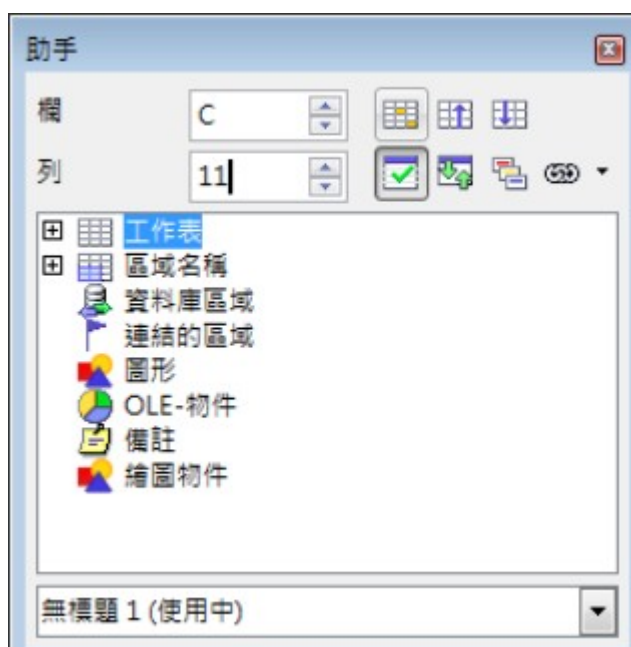 助手
欄 C
列 11
工作表
區域名稱
資料庫區域
連結的區域
圖形
OLE-物件
備註
繪圖物件
無標題 1 (使用中)